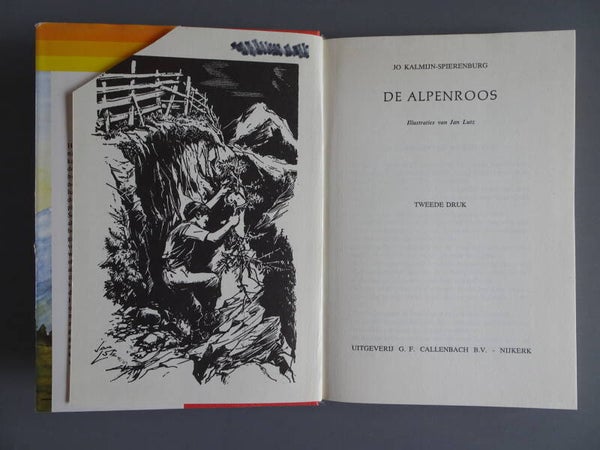 JO KALMIJN-SPIERENBURG
DE ALPENROOS
Illustraties van Jan Lutz
TWEEDE DRUK
UITGEVERIJ G. F. CALLENBACH B.V. - NIJKERK